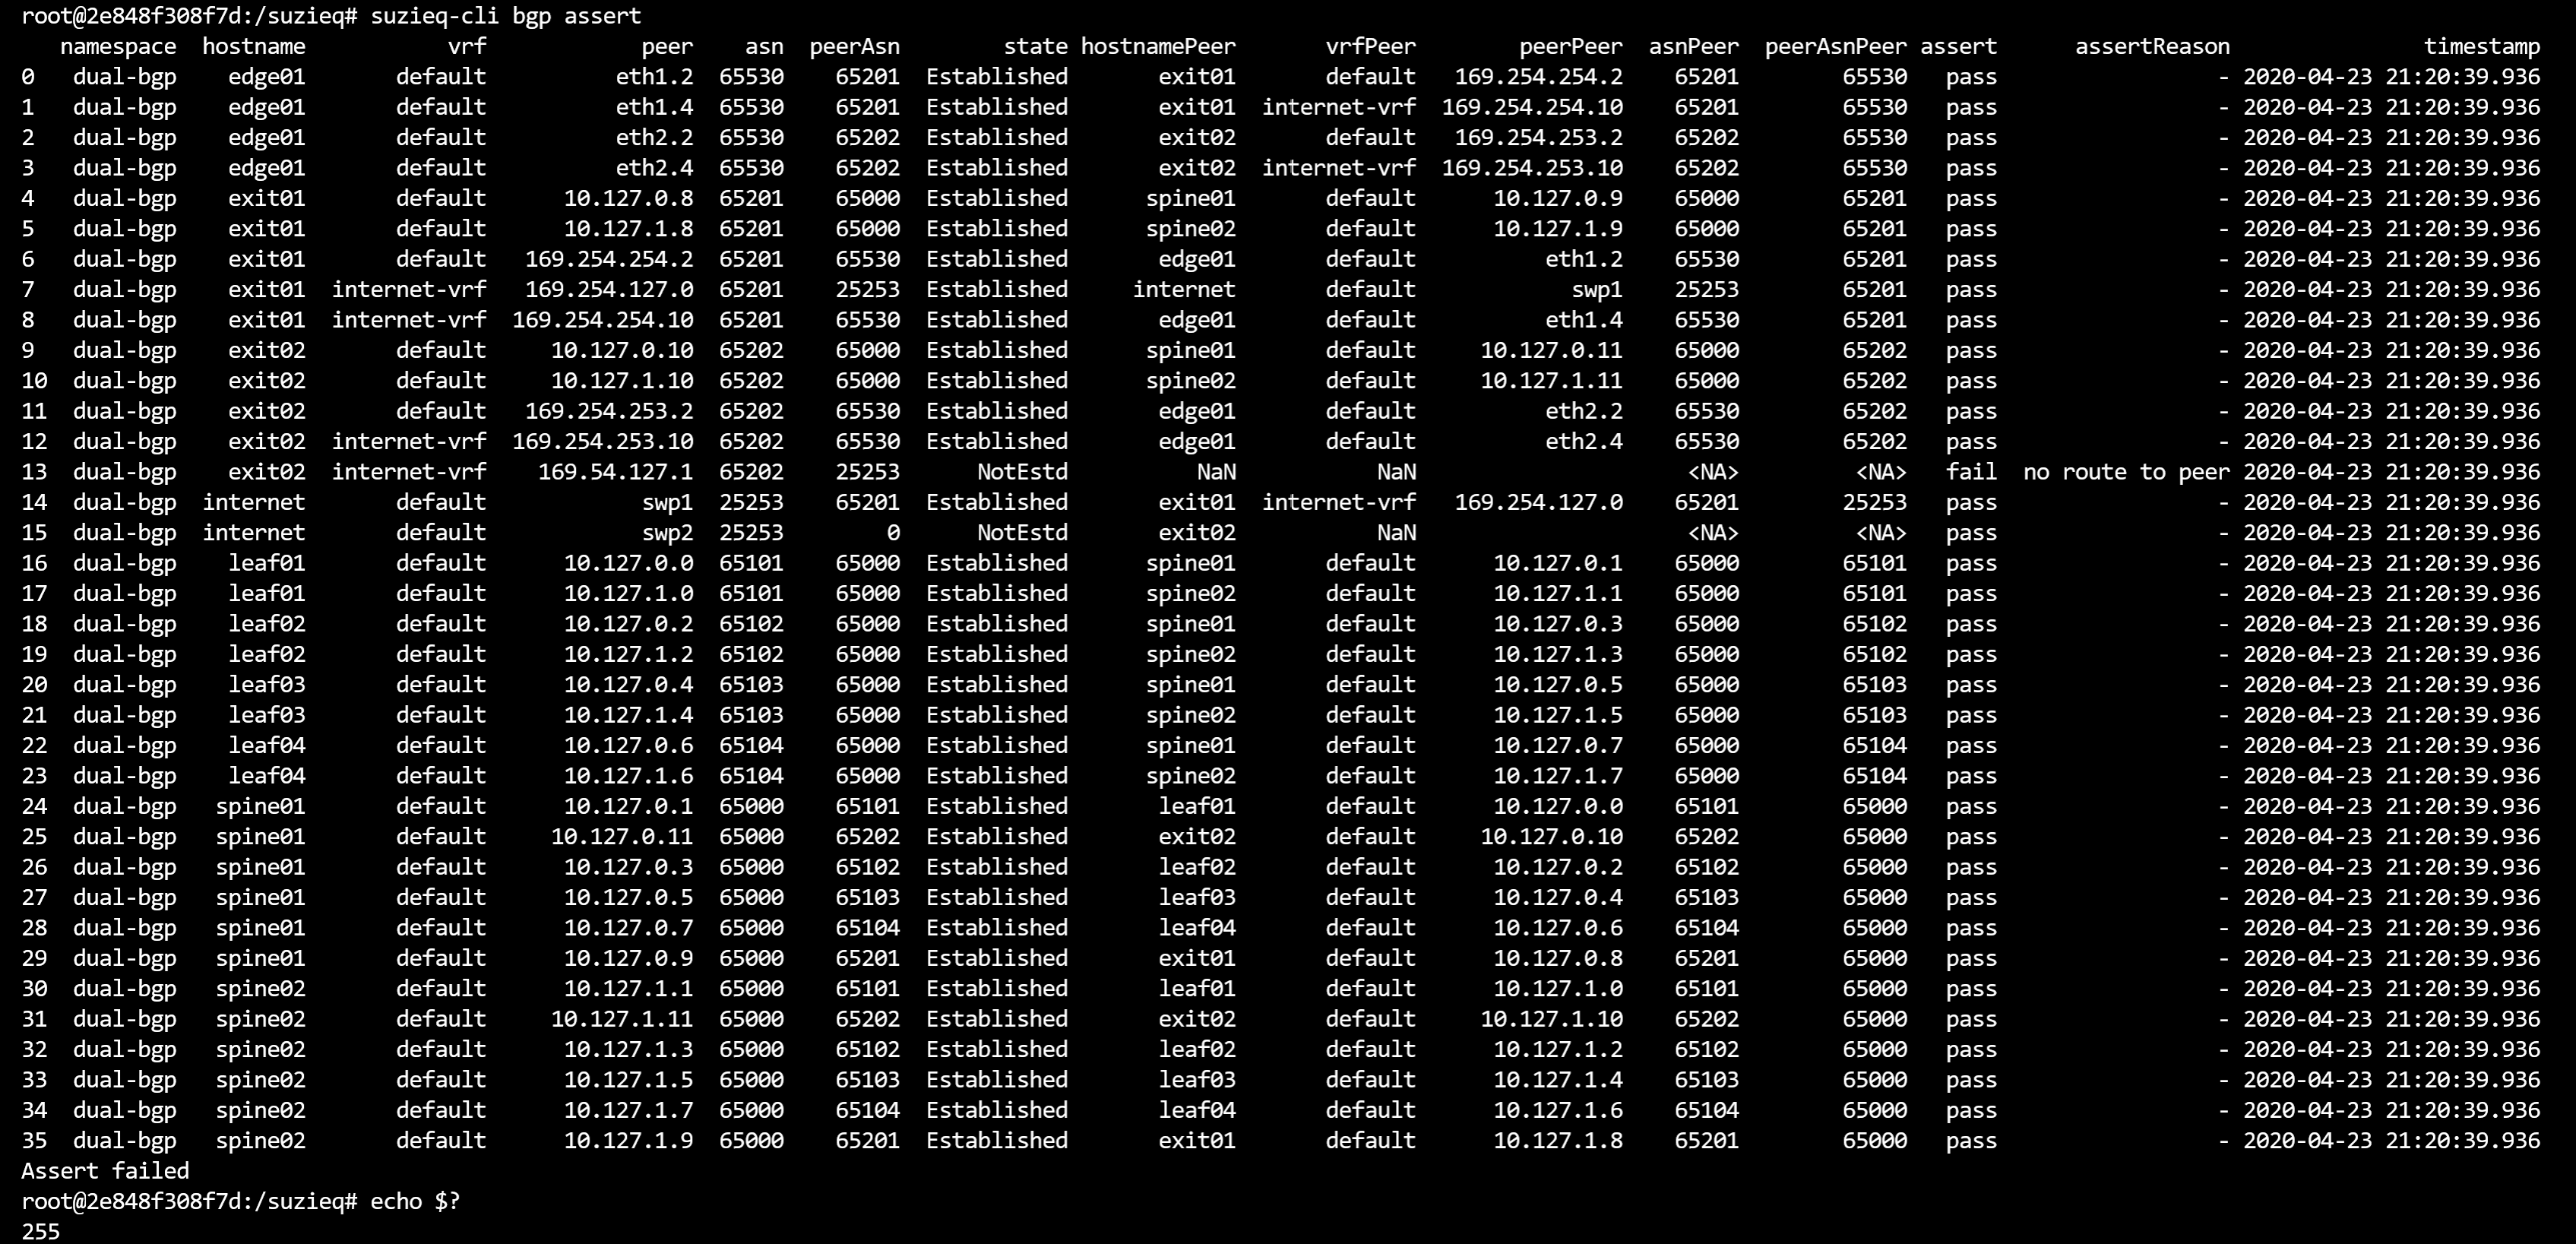 root@2e848f308f7d:/suzieq# suzieq-cli bgp assert
namespace hostname vrf peer asn peerAsn state hostnamePeer vrfPeer peerPeer asnPeer peerAsnPeer assert assertReason timestamp
0 dual-bgp edge01 default eth1.2 65530 65201 Established exit01 default 169.254.254.2 65201 65530 pass - 2020-04-23 21:20:39.936
1 dual-bgp edge01 default eth1.4 65530 65201 Established exit01 internet-vrf 169.254.254.10 65201 65530 pass - 2020-04-23 21:20:39.936
2 dual-bgp edge01 default eth2.2 65530 65202 Established exit02 default 169.254.253.2 65202 65530 pass - 2020-04-23 21:20:39.936
3 dual-bgp edge01 default eth2.4 65530 65202 Established exit02 internet-vrf 169.254.253.10 65202 65530 pass - 2020-04-23 21:20:39.936
4 dual-bgp exit01 default 10.127.0.8 65201 65000 Established spine01 default 10.127.0.9 65000 65201 pass - 2020-04-23 21:20:39.936
5 dual-bgp exit01 default 10.127.1.8 65201 65000 Established spine02 default 10.127.1.9 65000 65201 pass - 2020-04-23 21:20:39.936
6 dual-bgp exit01 default 169.254.254.2 65201 65530 Established edge01 default eth1.2 65530 65201 pass - 2020-04-23 21:20:39.936
7 dual-bgp exit01 internet-vrf 169.254.127.0 65201 25253 Established internet default swp1 25253 65201 pass - 2020-04-23 21:20:39.936
8 dual-bgp exit01 internet-vrf 169.254.254.10 65201 65530 Established edge01 default eth1.4 65530 65201 pass - 2020-04-23 21:20:39.936
9 dual-bgp exit02 default 10.127.0.10 65202 65000 Established spine01 default 10.127.0.11 65000 65202 pass - 2020-04-23 21:20:39.936
10 dual-bgp exit02 default 10.127.1.10 65202 65000 Established spine02 default 10.127.1.11 65000 65202 pass - 2020-04-23 21:20:39.936
11 dual-bgp exit02 default 169.254.253.2 65202 65530 Established edge01 default eth2.2 65530 65202 pass - 2020-04-23 21:20:39.936
12 dual-bgp exit02 internet-vrf 169.254.253.10 65202 65530 Established edge01 default eth2.4 65530 65202 pass - 2020-04-23 21:20:39.936
13 dual-bgp exit02 internet-vrf 169.54.127.1 65202 25253 NotEstd NaN NaN <NA> <NA> fail no route to peer 2020-04-23 21:20:39.936
14 dual-bgp internet default swp1 25253 65201 Established exit01 internet-vrf 169.254.127.0 65201 25253 pass - 2020-04-23 21:20:39.936
15 dual-bgp internet default swp2 25253 0 NotEstd exit02 NaN <NA> <NA> pass - 2020-04-23 21:20:39.936
16 dual-bgp leaf01 default 10.127.0.0 65101 65000 Established spine01 default 10.127.0.1 65000 65101 pass - 2020-04-23 21:20:39.936
17 dual-bgp leaf01 default 10.127.1.0 65101 65000 Established spine02 default 10.127.1.1 65000 65101 pass - 2020-04-23 21:20:39.936
18 dual-bgp leaf02 default 10.127.0.2 65102 65000 Established spine01 default 10.127.0.3 65000 65102 pass - 2020-04-23 21:20:39.936
19 dual-bgp leaf02 default 10.127.1.2 65102 65000 Established spine02 default 10.127.1.3 65000 65102 pass - 2020-04-23 21:20:39.936
20 dual-bgp leaf03 default 10.127.0.4 65103 65000 Established spine01 default 10.127.0.5 65000 65103 pass - 2020-04-23 21:20:39.936
21 dual-bgp leaf03 default 10.127.1.4 65103 65000 Established spine02 default 10.127.1.5 65000 65103 pass - 2020-04-23 21:20:39.936
22 dual-bgp leaf04 default 10.127.0.6 65104 65000 Established spine01 default 10.127.0.7 65000 65104 pass - 2020-04-23 21:20:39.936
23 dual-bgp leaf04 default 10.127.1.6 65104 65000 Established spine02 default 10.127.1.7 65000 65104 pass - 2020-04-23 21:20:39.936
24 dual-bgp spine01 default 10.127.0.1 65000 65101 Established leaf01 default 10.127.0.0 65101 65000 pass - 2020-04-23 21:20:39.936
25 dual-bgp spine01 default 10.127.0.11 65000 65202 Established exit02 default 10.127.0.10 65202 65000 pass - 2020-04-23 21:20:39.936
26 dual-bgp spine01 default 10.127.0.3 65000 65102 Established leaf02 default 10.127.0.2 65102 65000 pass - 2020-04-23 21:20:39.936
27 dual-bgp spine01 default 10.127.0.5 65000 65103 Established leaf03 default 10.127.0.4 65103 65000 pass - 2020-04-23 21:20:39.936
28 dual-bgp spine01 default 10.127.0.7 65000 65104 Established leaf04 default 10.127.0.6 65104 65000 pass - 2020-04-23 21:20:39.936
29 dual-bgp spine01 default 10.127.0.9 65000 65201 Established exit01 default 10.127.0.8 65201 65000 pass - 2020-04-23 21:20:39.936
30 dual-bgp spine02 default 10.127.1.1 65000 65101 Established leaf01 default 10.127.1.0 65101 65000 pass - 2020-04-23 21:20:39.936
31 dual-bgp spine02 default 10.127.1.11 65000 65202 Established exit02 default 10.127.1.10 65202 65000 pass - 2020-04-23 21:20:39.936
32 dual-bgp spine02 default 10.127.1.3 65000 65102 Established leaf02 default 10.127.1.2 65102 65000 pass - 2020-04-23 21:20:39.936
33 dual-bgp spine02 default 10.127.1.5 65000 65103 Established leaf03 default 10.127.1.4 65103 65000 pass - 2020-04-23 21:20:39.936
34 dual-bgp spine02 default 10.127.1.7 65000 65104 Established leaf04 default 10.127.1.6 65104 65000 pass - 2020-04-23 21:20:39.936
35 dual-bgp spine02 default 10.127.1.9 65000 65201 Established exit01 default 10.127.1.8 65201 65000 pass - 2020-04-23 21:20:39.936
Assert failed
root@2e848f308f7d:/suzieq# echo $?
255